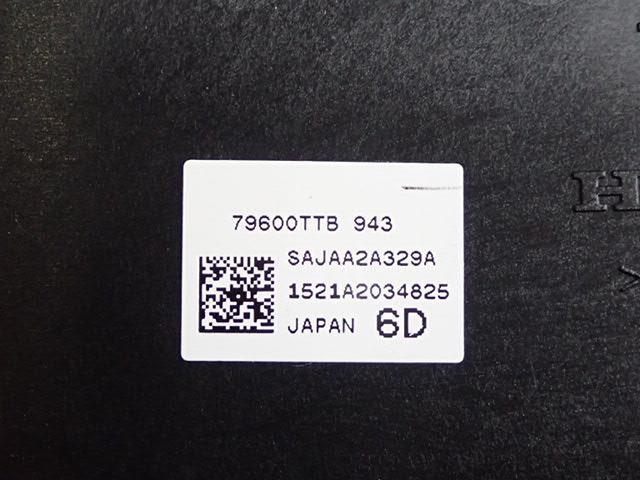 79600TTB 943
SAJAA2A329A
1521A2034825
JAPAN 6D
H
>